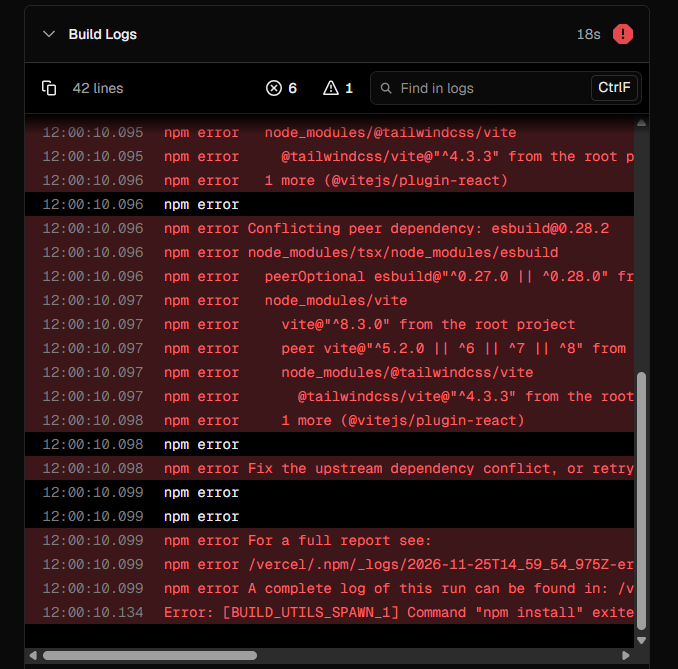 Build Logs 18s
42 lines 6 1 Find in logs CtrlF
12:00:10.095 npm error node_modules/@tailwindcss/vite
12:00:10.095 npm error @tailwindcss/vite@"^4.3.3" from the root p
12:00:10.096 npm error 1 more (@vitejs/plugin-react)
12:00:10.096 npm error
12:00:10.096 npm error Conflicting peer dependency: esbuild@0.28.2
12:00:10.096 npm error node_modules/tsx/node_modules/esbuild
12:00:10.096 npm error peerOptional esbuild@"^0.27.0 || ^0.28.0" fr
12:00:10.097 npm error node_modules/vite
12:00:10.097 npm error vite@"^8.3.0" from the root project
12:00:10.097 npm error peer vite@"^5.2.0 || ^6 || ^7 || ^8" from
12:00:10.097 npm error node_modules/@tailwindcss/vite
12:00:10.097 npm error @tailwindcss/vite@"^4.3.3" from the root
12:00:10.098 npm error 1 more (@vitejs/plugin-react)
12:00:10.098 npm error
12:00:10.098 npm error Fix the upstream dependency conflict, or retry
12:00:10.099 npm error
12:00:10.099 npm error
12:00:10.099 npm error For a full report see:
12:00:10.099 npm error /vercel/.npm/_logs/2026-11-25T14_59_54_975Z-er
12:00:10.099 npm error A complete log of this run can be found in: /v
12:00:10.134 Error: [BUILD_UTILS_SPAWN_1] Command "npm install" exite